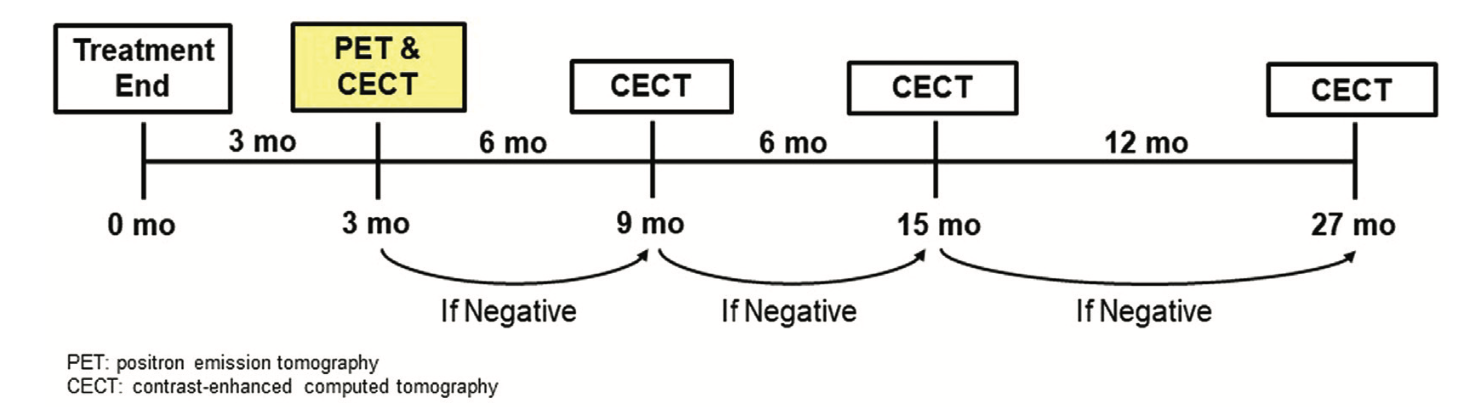 Treatment
End
PET &
CECT
CECT
CECT
CECT
3 mo
6 mo
6 mo
12 mo
0 mo
3 mo
9 mo
15 mo
27 mo
If Negative
If Negative
If Negative
PET: positron emission tomography
CECT: contrast-enhanced computed tomography